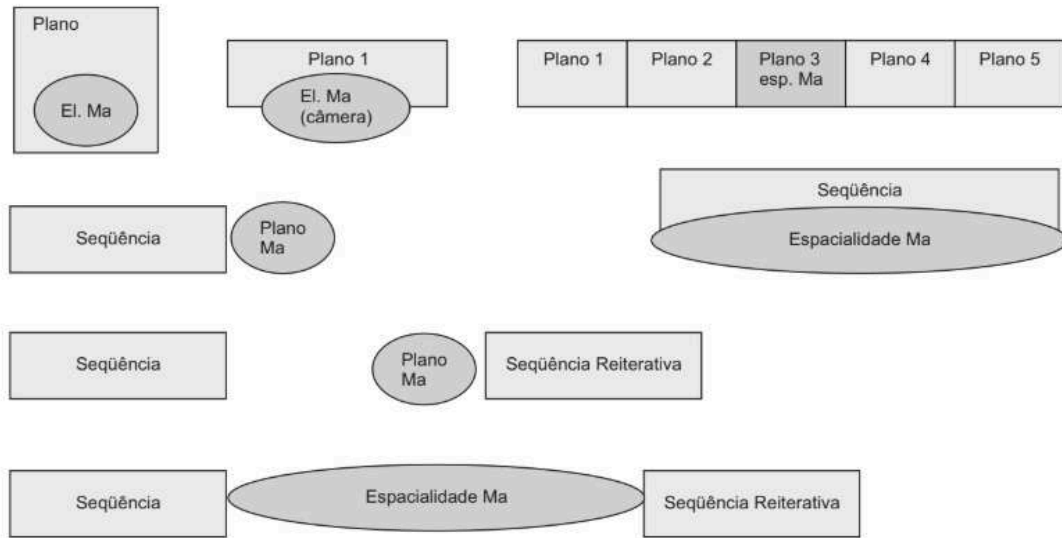 Plano
El. Ma
Plano 1
El. Ma
(câmera)
Plano 1
Plano 2
Plano 3
esp. Ma
Plano 4
Plano 5
Seqüência
Plano
Ma
Seqüência
Espacialidade Ma
Seqüência
Plano
Ma
Seqüência Reiterativa
Seqüência
Espacialidade Ma
Seqüência Reiterativa